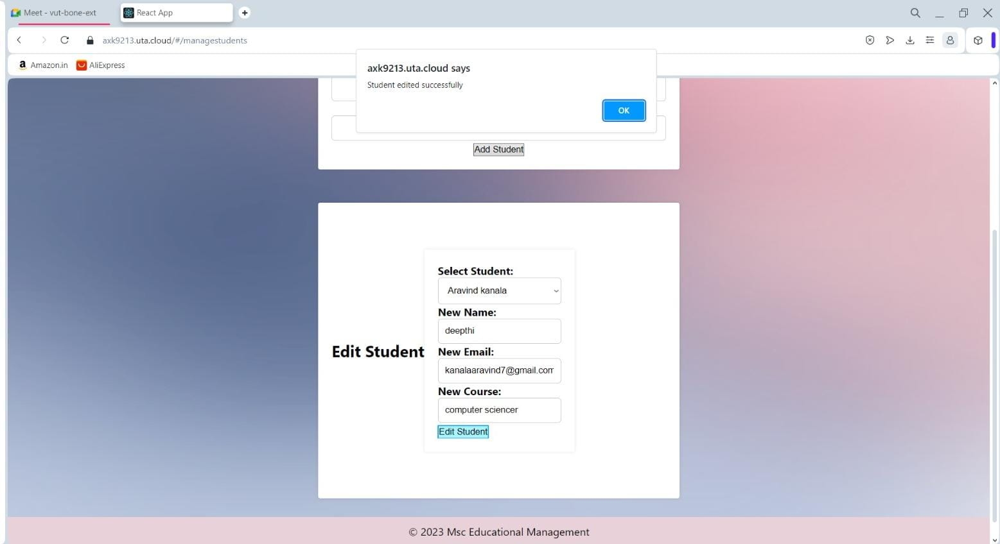 Meet - vut-bone-ext
React App
axk9213.uta.cloud/#/managestudents
a Amazon.in
AliExpress
axk9213.uta.cloud says
Student edited successfully
OK
Add Student
Edit Student
Select Student:
Aravind kanala
New Name:
deepthi
New Email:
kanalaaravind7@gmail.com
New Course:
computer sciencer
Edit Student
© 2023 Msc Educational Management